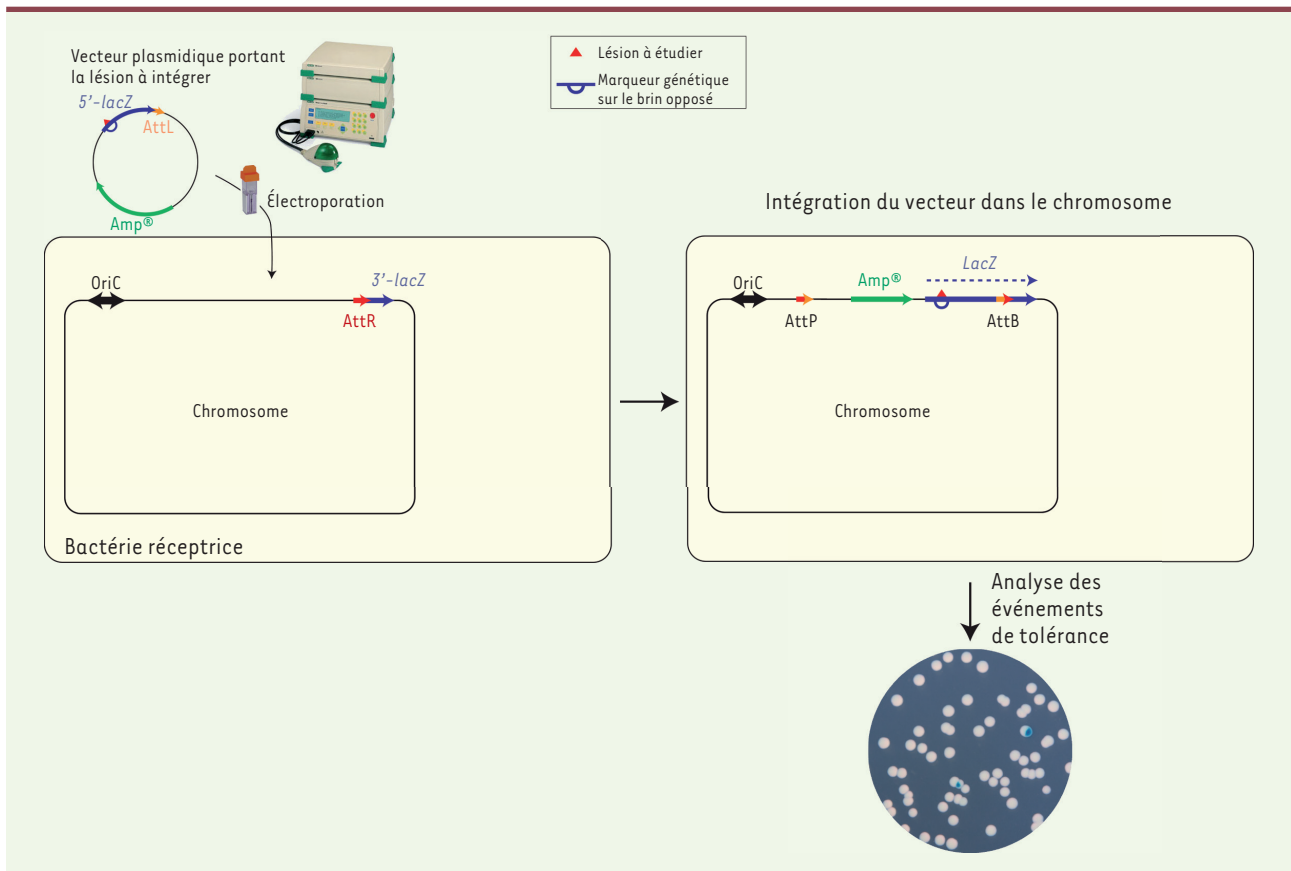 Vecteur plasmidique portant
la lésion à intégrer
5’-lacZ
AttL
Amp®
Électroporation
Lésion à étudier
Marqueur génétique
sur le brin opposé
OriC
3’-lacZ
AttR
Chromosome
Bactérie réceptrice
Intégration du vecteur dans le chromosome
OriC
AttP
Amp®
LacZ
AttB
Chromosome
Analyse des
événements
de tolérance